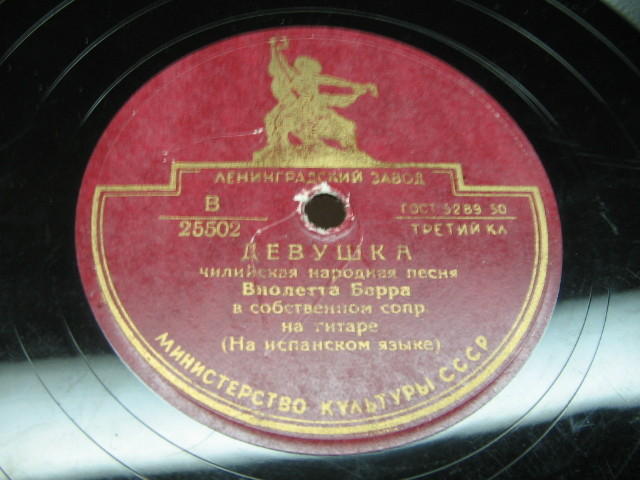 ЛЕНИНГРАДСКИЙ ЗАВОД
В
25502
ГОСТ 5289 50
ТРЕТИЙ КЛ
ДЕВУШКА
чилийская народная песня
Виолетта Барра
в собственном сопр
на гитаре
(На испанском языке)
МИНИСТЕРСТВО КУЛЬТУРЫ СССР